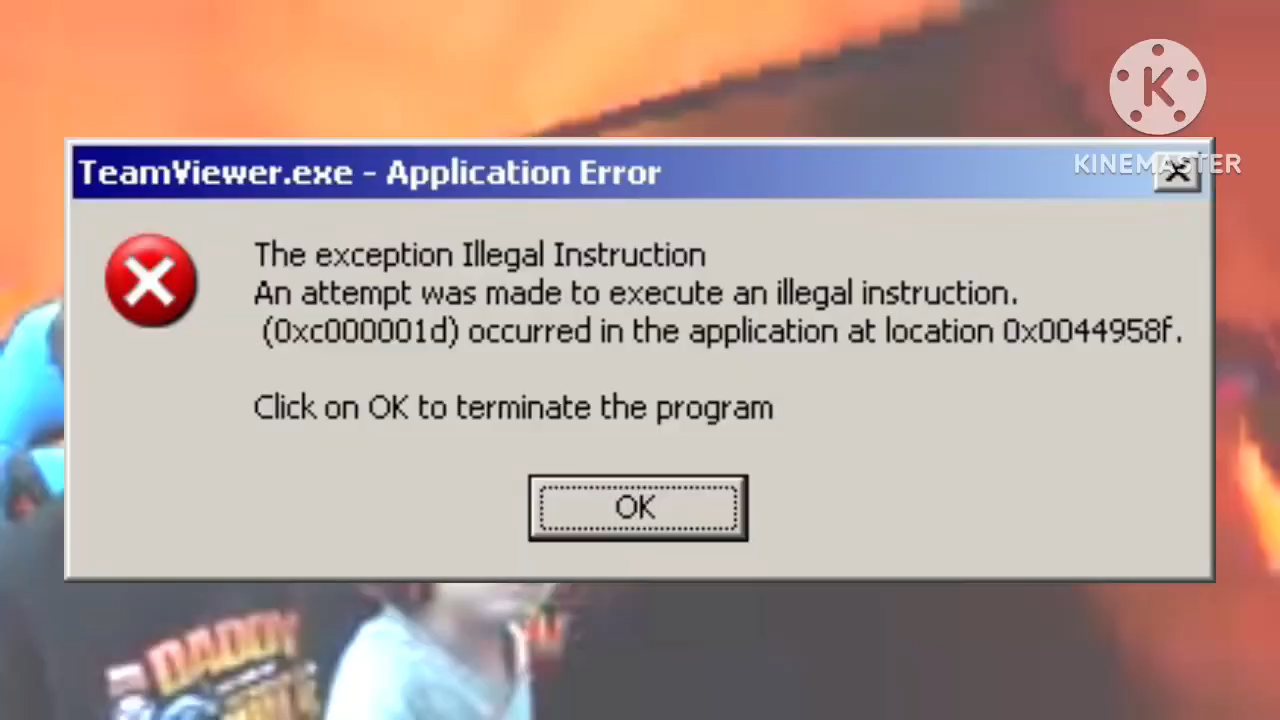 K
KINEMASTER
TeamViewer.exe - Application Error
The exception Illegal Instruction
An attempt was made to execute an illegal instruction.
(0xc000001d) occurred in the application at location 0x0044958f.
Click on OK to terminate the program
OK
DADDY